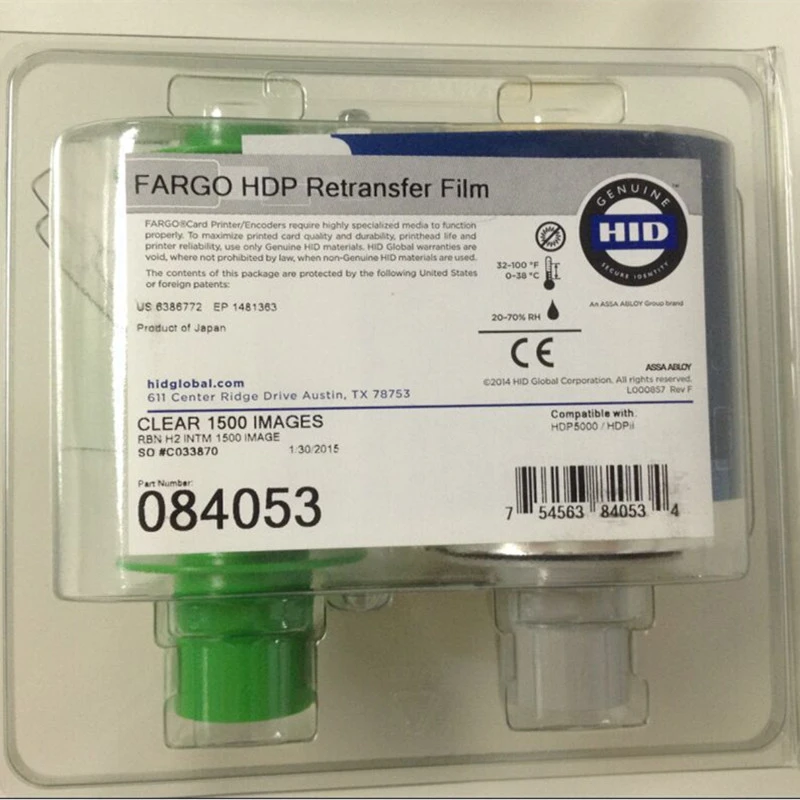 FARGO HDP Retransfer Film
FARGO®Card Printer/Encoders require highly specialized media to function
properly. To maximize printed card quality and durability, printhead life and
printer reliability, use only Genuine HID materials. HID Global warranties are
void, where not prohibited by law, when non-Genuine HID materials are used.
The contents of this package are protected by the following United States
or foreign patents:
US 6386772 EP 1481363
Product of Japan
GENUINE
HID
SECURE IDENTITY
™
An ASSA ABLOY Group brand
32-100 °F
0-38 °C
20-70% RH
CE
ASSA ABLOY
©2014 HID Global Corporation. All rights reserved.
L000857 Rev F
hidglobal.com
611 Center Ridge Drive Austin, TX 78753
CLEAR 1500 IMAGES
RBN H2 INTM 1500 IMAGE
SO #C033870 1/30/2015
Compatible with:
HDP5000 / HDPii
Part Number:
084053
7 54563 84053 4